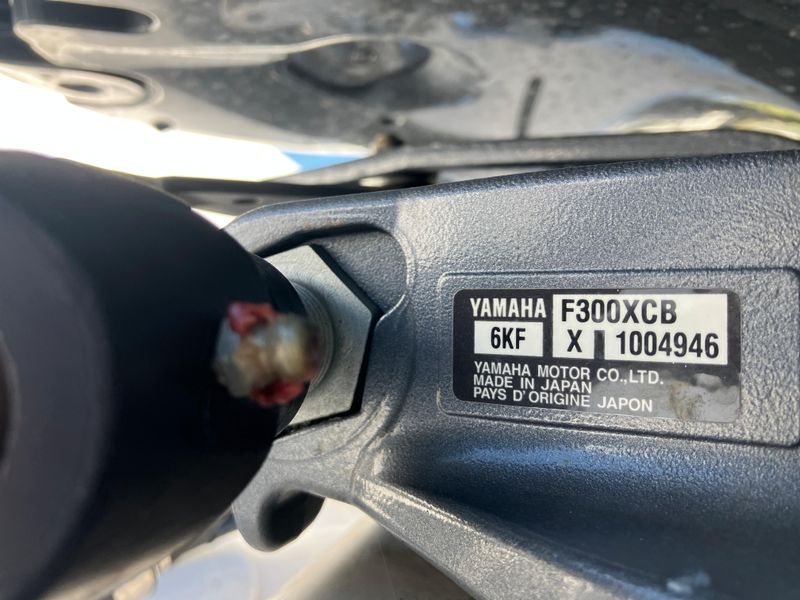 YAMAHA F300XCB
6KF X 1004946
YAMAHA MOTOR CO.,LTD.
MADE IN JAPAN
PAYS D'ORIGINE JAPON